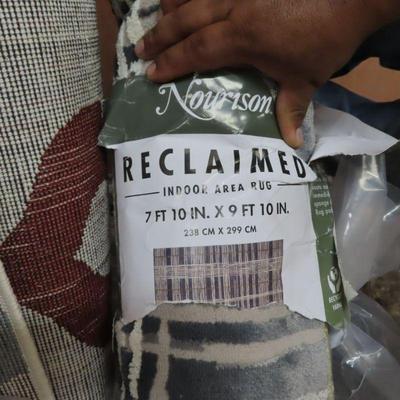 Nourison
RECLAIMED
INDOOR AREA RUG
7 FT 10 IN. X 9 FT 10 IN.
238 CM X 299 CM